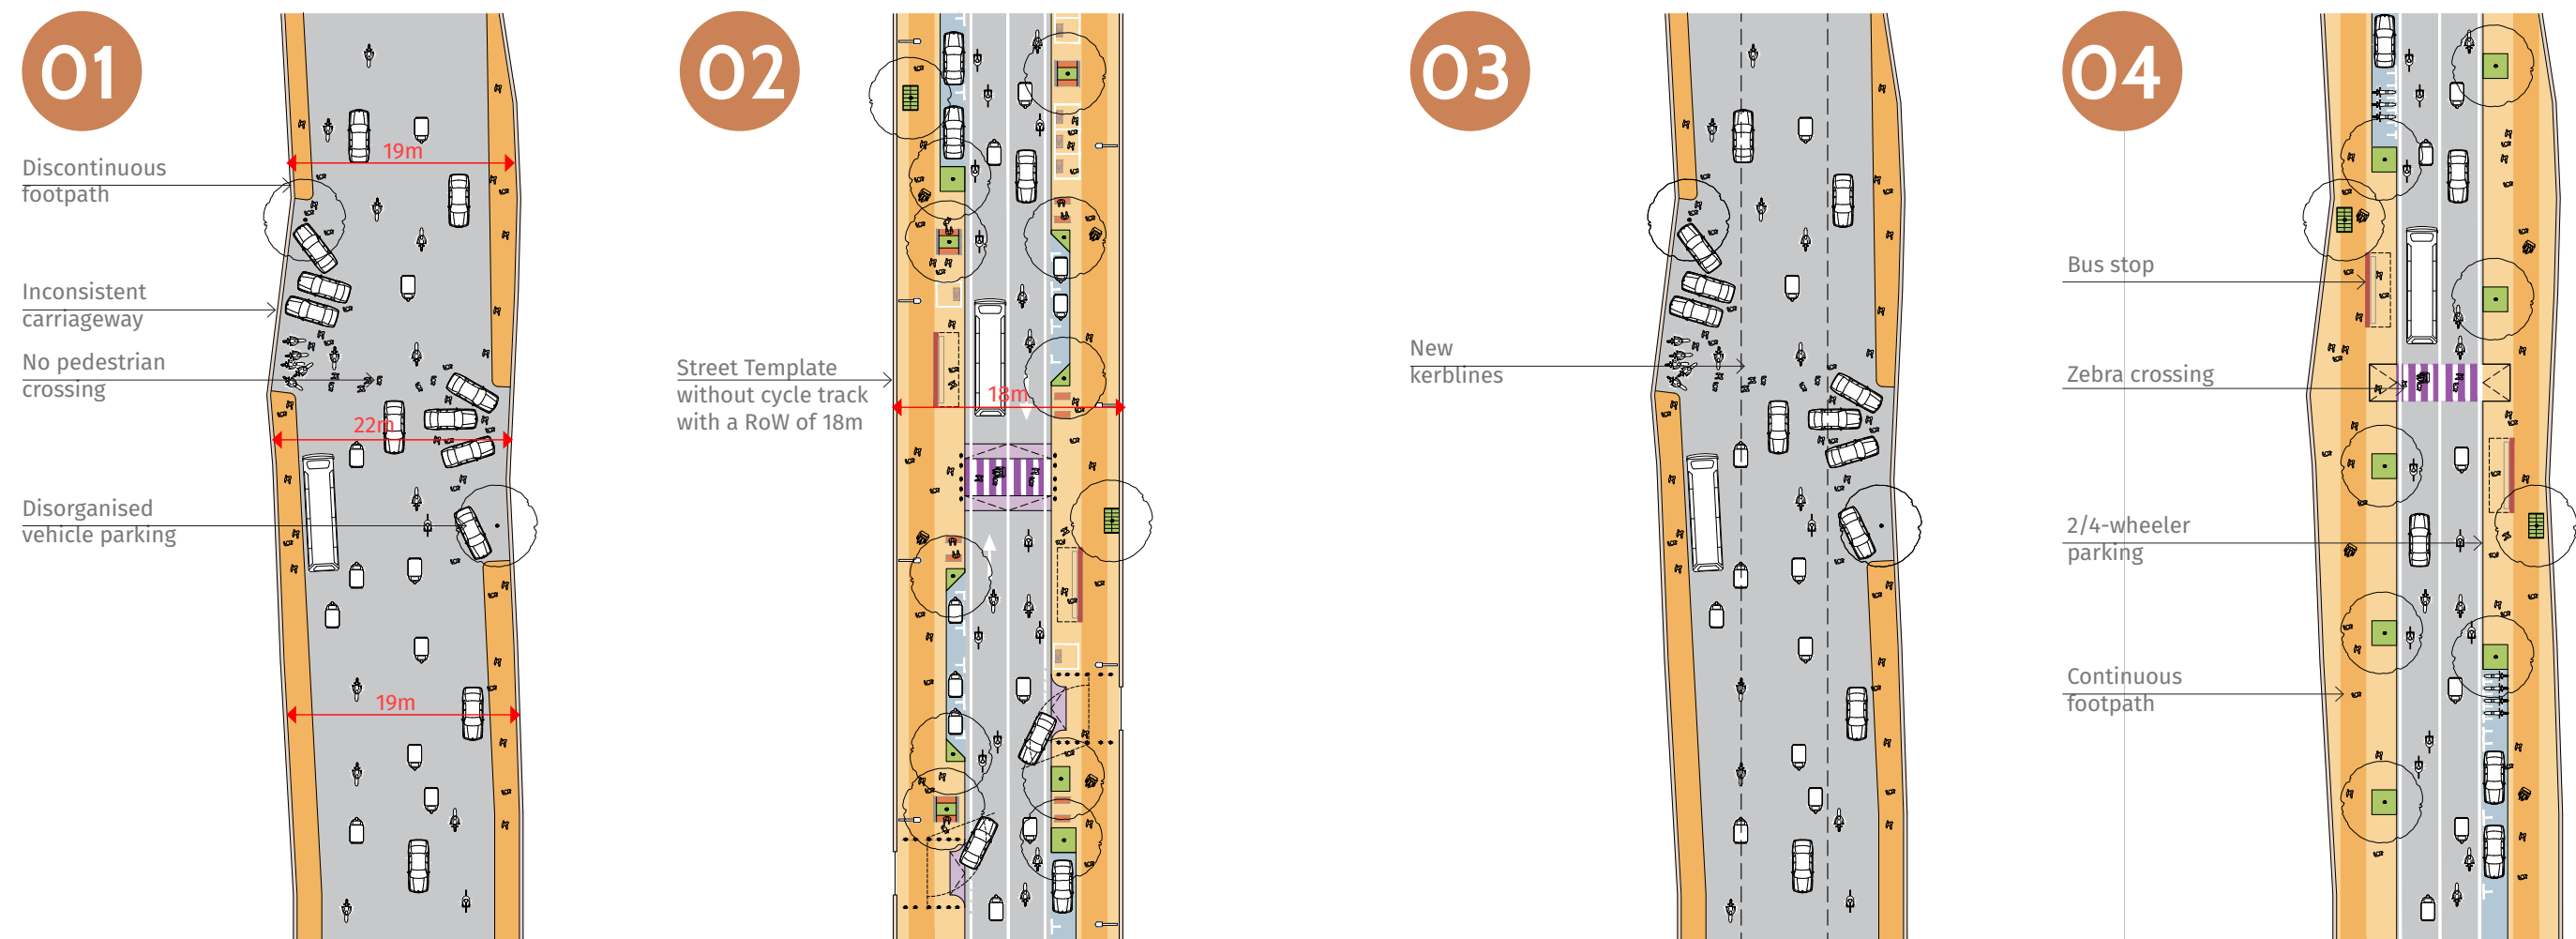 01
19m
Discontinuous
footpath
Inconsistent
carriageway
No pedestrian
crossing
22m
Disorganised
vehicle parking
19m
02
Street Template
without cycle track
with a RoW of 18m
18m
03
New
kerblines
04
Bus stop
Zebra crossing
2/4-wheeler
parking
Continuous
footpath